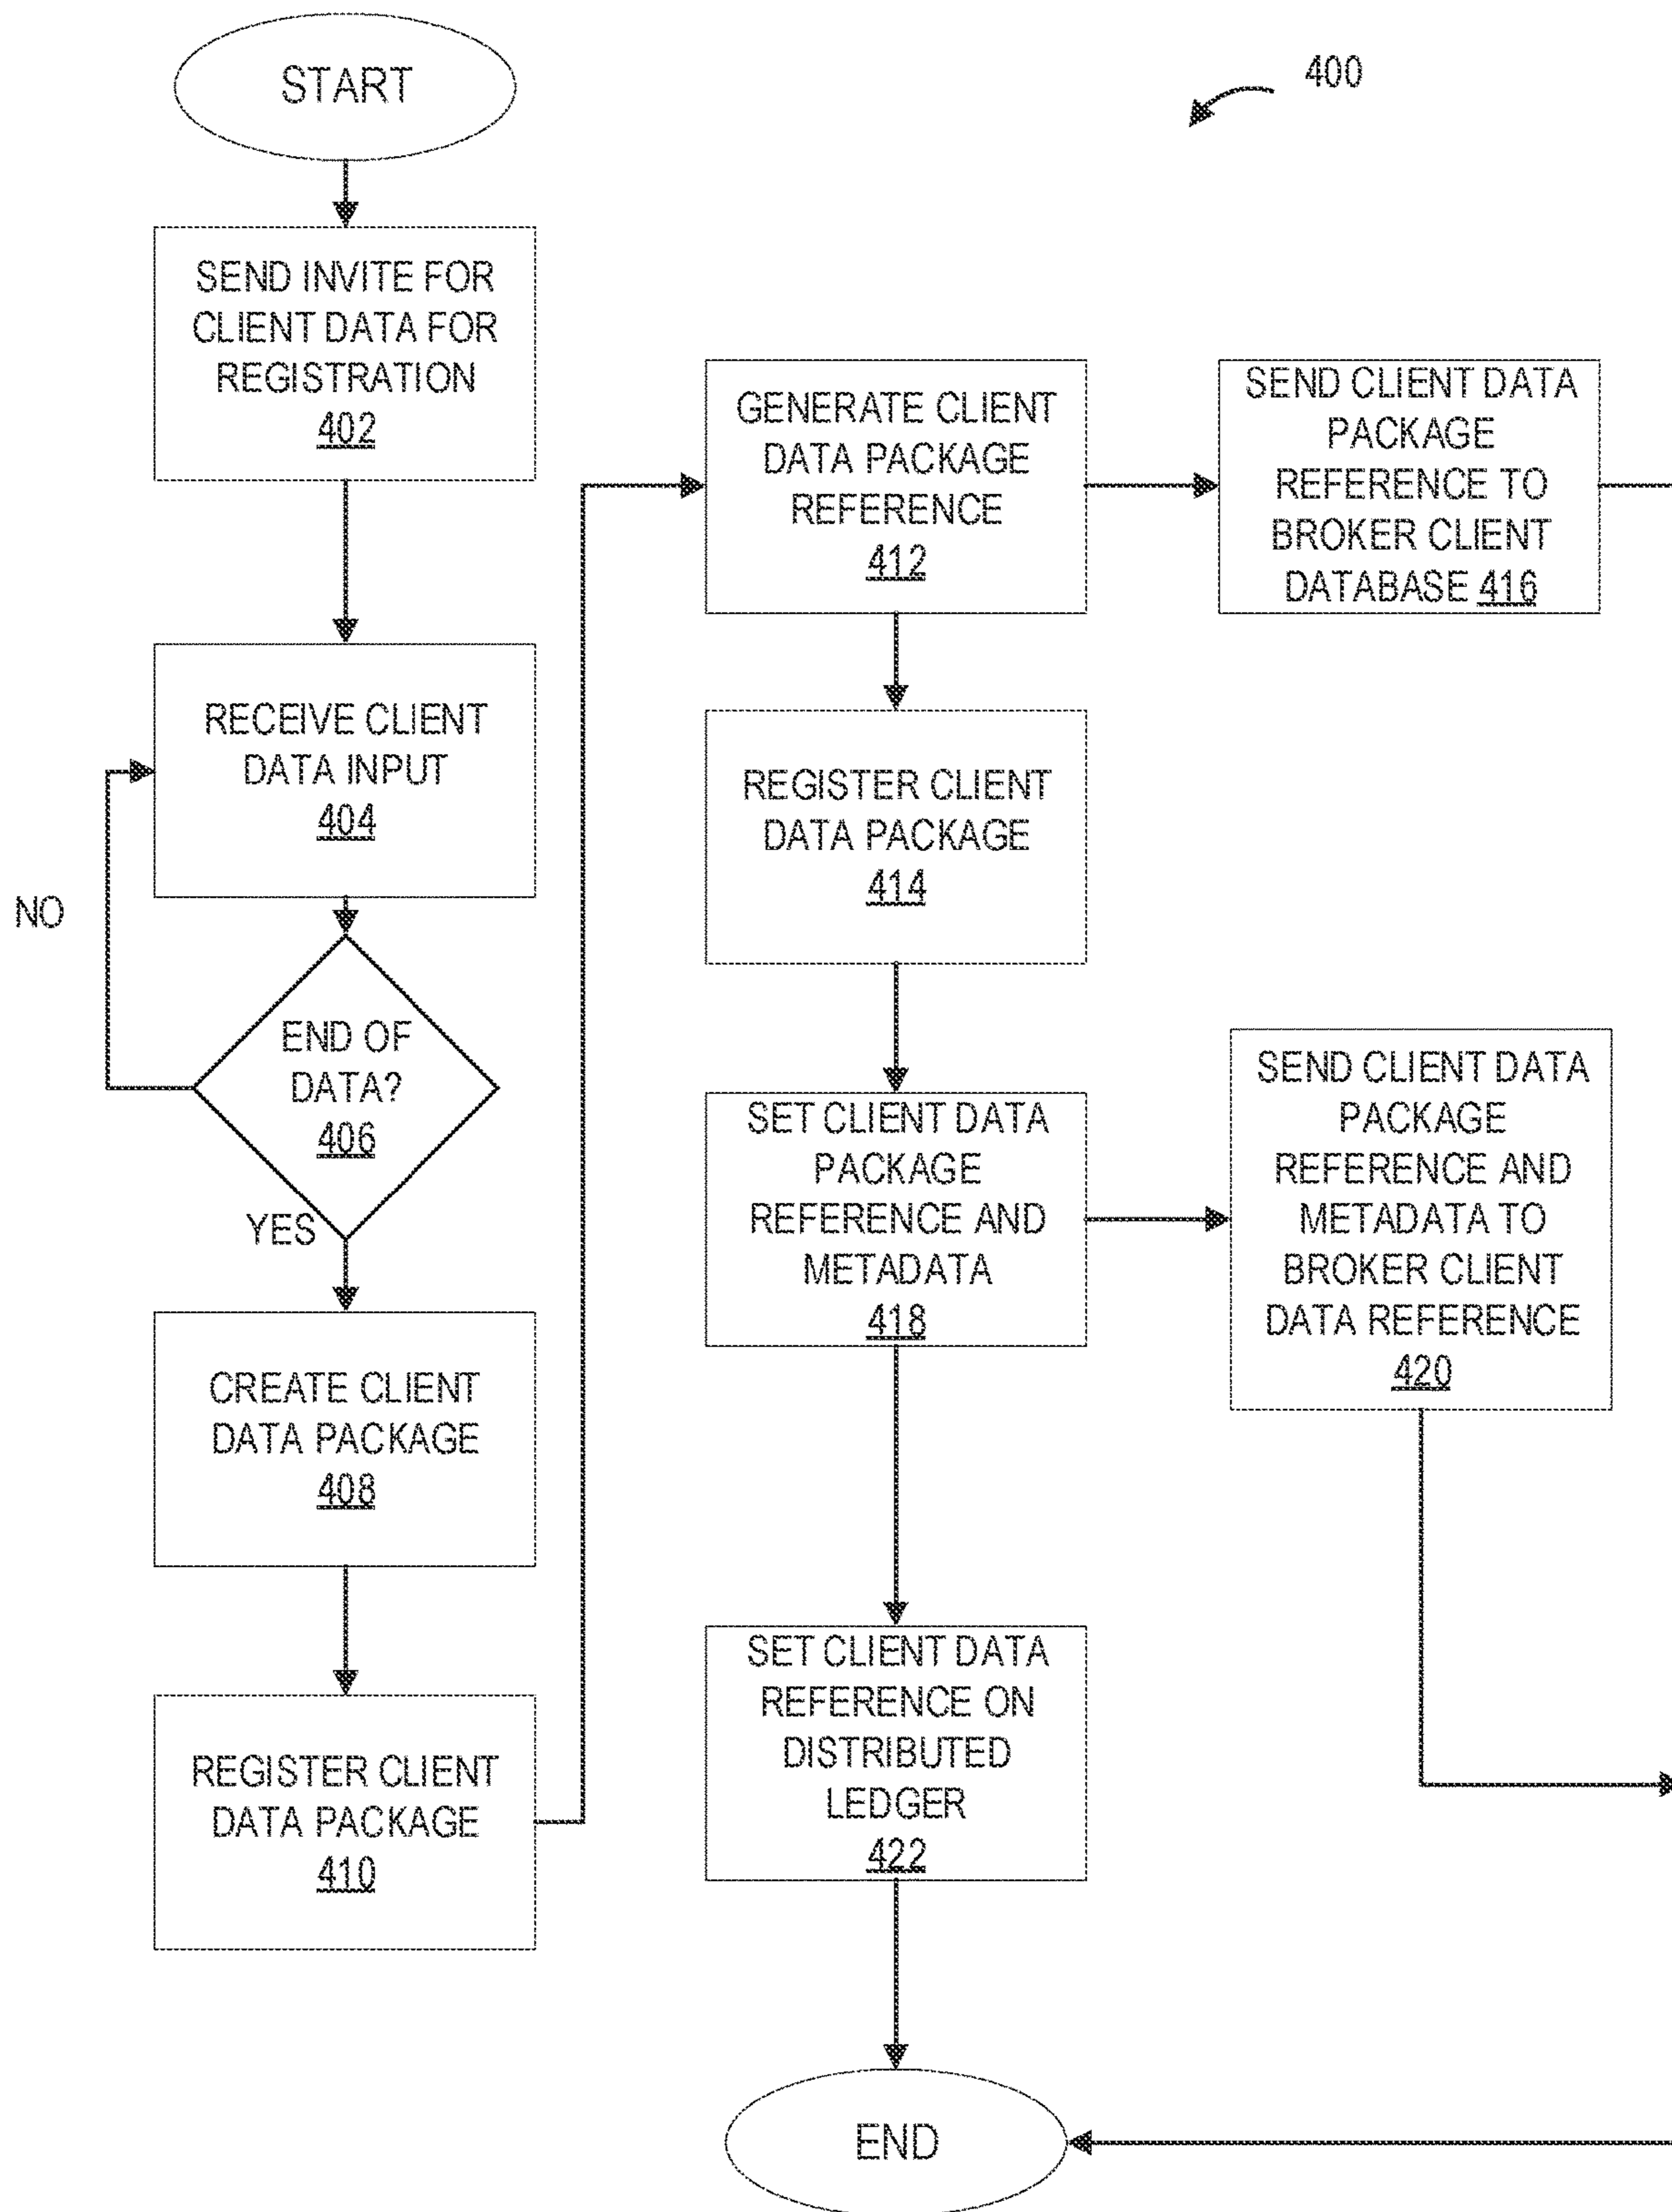 START
400
SEND INVITE FOR
CLIENT DATA FOR
REGISTRATION
402
RECEIVE CLIENT
DATA INPUT
404
NO
END OF
DATA?
406
YES
CREATE CLIENT
DATA PACKAGE
408
REGISTER CLIENT
DATA PACKAGE
410
GENERATE CLIENT
DATA PACKAGE
REFERENCE
412
SEND CLIENT DATA
PACKAGE
REFERENCE TO
BROKER CLIENT
DATABASE 416
REGISTER CLIENT
DATA PACKAGE
414
SET CLIENT DATA
PACKAGE
REFERENCE AND
METADATA
418
SEND CLIENT DATA
PACKAGE
REFERENCE AND
METADATA TO
BROKER CLIENT
DATA REFERENCE
420
SET CLIENT DATA
REFERENCE ON
DISTRIBUTED
LEDGER
422
END